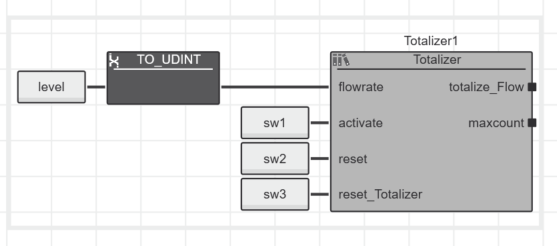 Totalizer1
TO_UDINT
Totalizer
level
flowrate
totalize_Flow
sw1
activate
maxcount
sw2
reset
sw3
reset_Totalizer